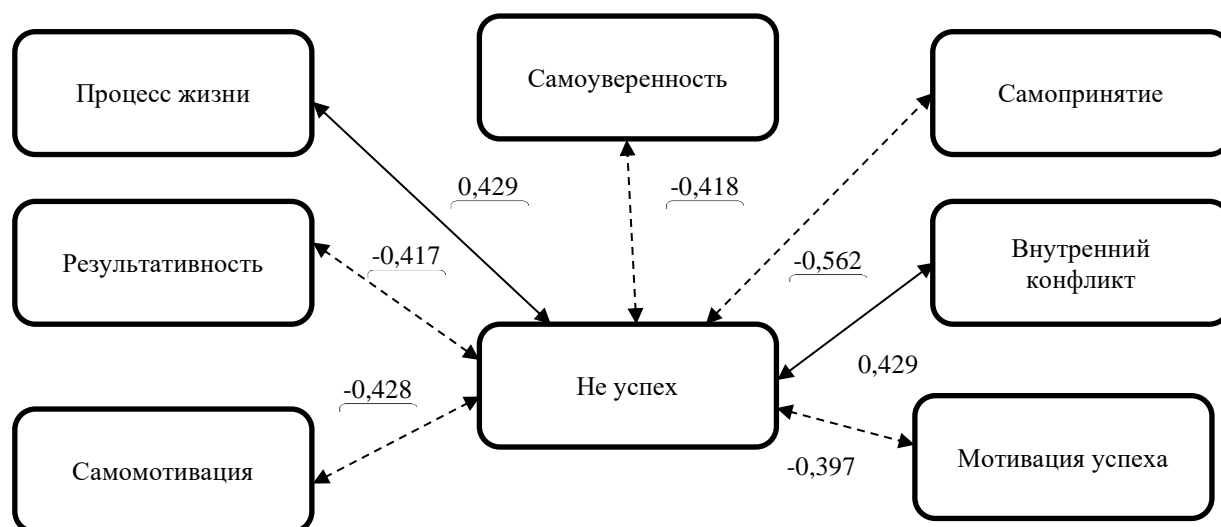 Процесс жизни
Самоуверенность
Самопринятие
0,429
-0,418
Результативность
-0,417
-0,562
Внутренний
конфликт
Не успех
0,429
-0,428
Самомотивация
-0,397
Мотивация успеха